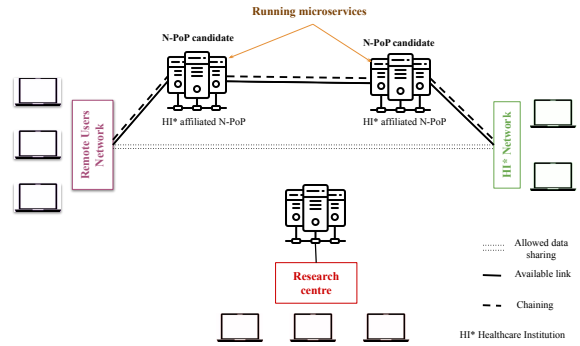 Running microservices
N-PoP candidate
N-PoP candidate
HI* affiliated N-PoP
HI* affiliated N-PoP
Remote Users
Network
HI* Network
Research
centre
Allowed data
sharing
Available link
Chaining
HI* Healthcare Institution